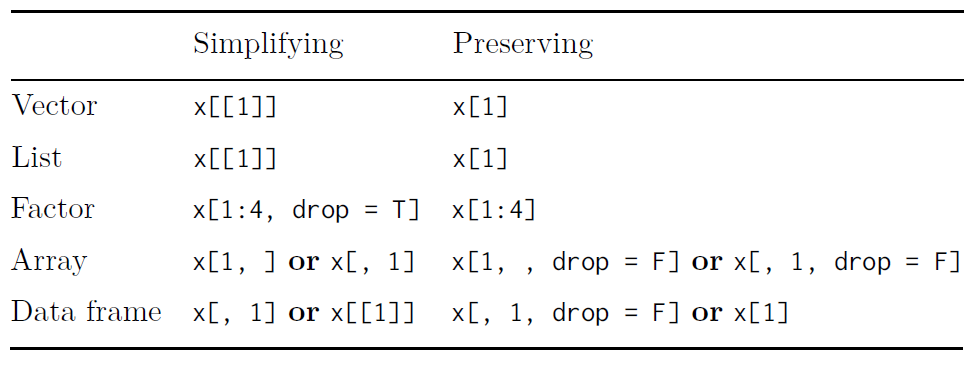 Simplifying Preserving
Vector x[[1]] x[1]
List x[[1]] x[1]
Factor x[1:4, drop = T] x[1:4]
Array x[1, ] or x[, 1] x[1, , drop = F] or x[, 1, drop = F]
Data frame x[, 1] or x[[1]] x[, 1, drop = F] or x[1]